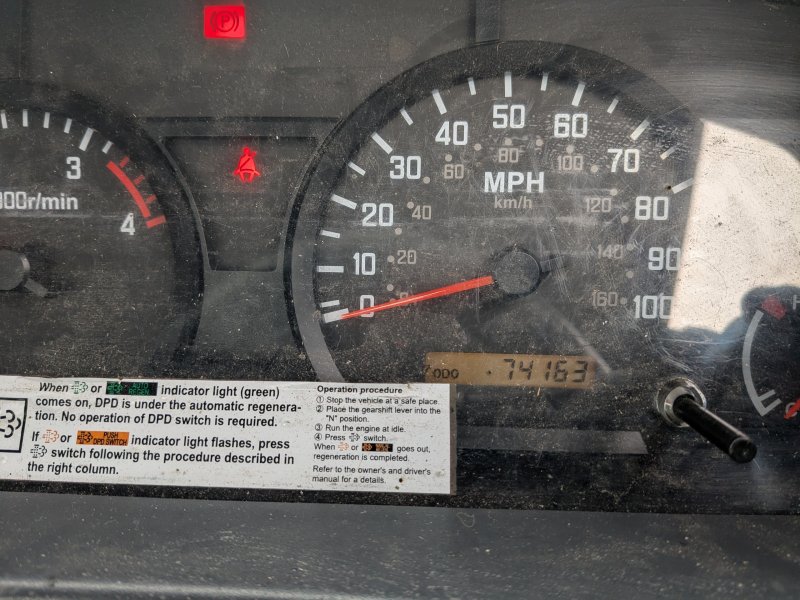 P
3
4
000r/min
0
10
20
30
40
50
60
70
80
90
100
MPH
km/h
20
40
60
80
100
120
140
160
ODO 74163
When or AUTO indicator light (green)
comes on, DPD is under the automatic regenera-
tion. No operation of DPD switch is required.
If or PUSH DPD SWITCH indicator light flashes, press
switch following the procedure described in
the right column.
Operation procedure
① Stop the vehicle at a safe place.
② Place the gearshift lever into the
"N" position.
③ Run the engine at idle.
④ Press switch.
When or goes out,
regeneration is completed.
Refer to the owner's and driver's
manual for a details.
H
E